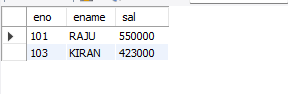 eno ename sal
101 RAJU 550000
103 KIRAN 423000